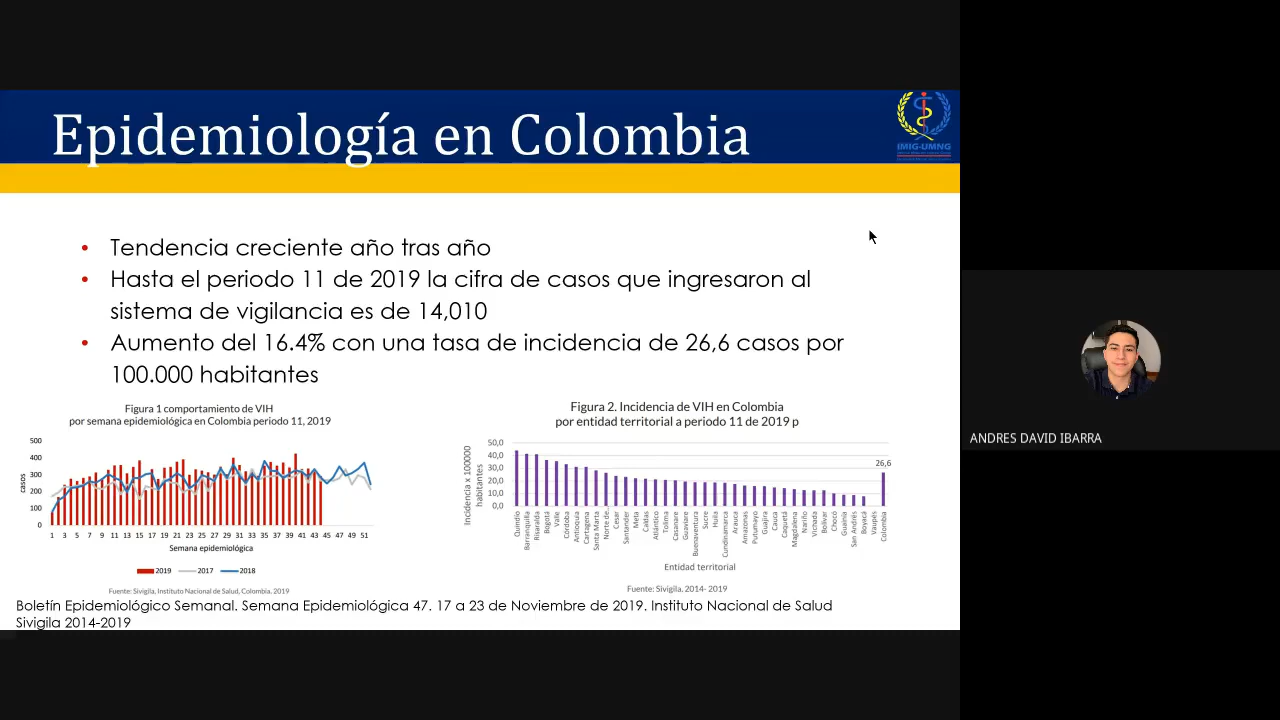 Epidemiología en Colombia
IMIG-UMNG
• Tendencia creciente año tras año
• Hasta el periodo 11 de 2019 la cifra de casos que ingresaron al
sistema de vigilancia es de 14,010
• Aumento del 16.4% con una tasa de incidencia de 26,6 casos por
100.000 habitantes
Figura 1 comportamiento de VIH
por semana epidemiológica en Colombia periodo 11, 2019
casos
500
400
300
200
100
0
1 3 5 7 9 11 13 15 17 19 21 23 25 27 29 31 33 35 37 39 41 43 45 47 49 51
Semana epidemiológica
2019 2017 2018
Fuente: Sivigila, Instituto Nacional de Salud, Colombia, 2019
Figura 2. Incidencia de VIH en Colombia
por entidad territorial a periodo 11 de 2019 p
Incidencia x 100000
habitantes
50,0
40,0
30,0
20,0
10,0
0,0
26,6
Quindío
Barranquilla
Risaralda
Bogotá
Valle
Córdoba
Antioquia
Cartagena
Santa Marta
Norte de...
Cesar
Santander
Meta
Caldas
Atlántico
Tolima
Casanare
Guaviare
Buenaventura
Sucre
Huila
Cundinamarca
Arauca
Amazonas
Putumayo
Guajira
Cauca
Caquetá
Magdalena
Nariño
Vichada
Bolívar
Chocó
Guainía
San Andrés
Boyacá
Vaupés
Colombia
Entidad territorial
Fuente: Sivigila, 2014- 2019
Boletín Epidemiológico Semanal. Semana Epidemiológica 47. 17 a 23 de Noviembre de 2019. Instituto Nacional de Salud
Sivigila 2014-2019
ANDRES DAVID IBARRA